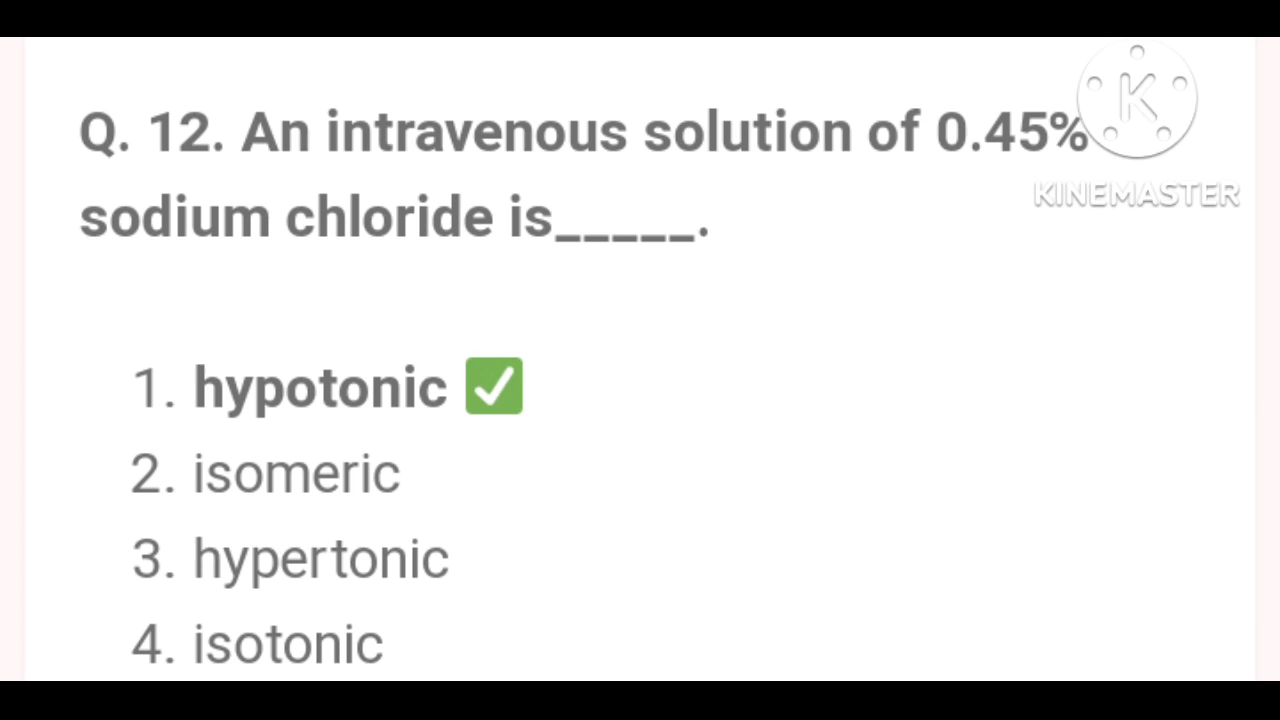 Q. 12. An intravenous solution of 0.45%
K
KINEMASTER
sodium chloride is_____.
1. hypotonic ✅
2. isomeric
3. hypertonic
4. isotonic